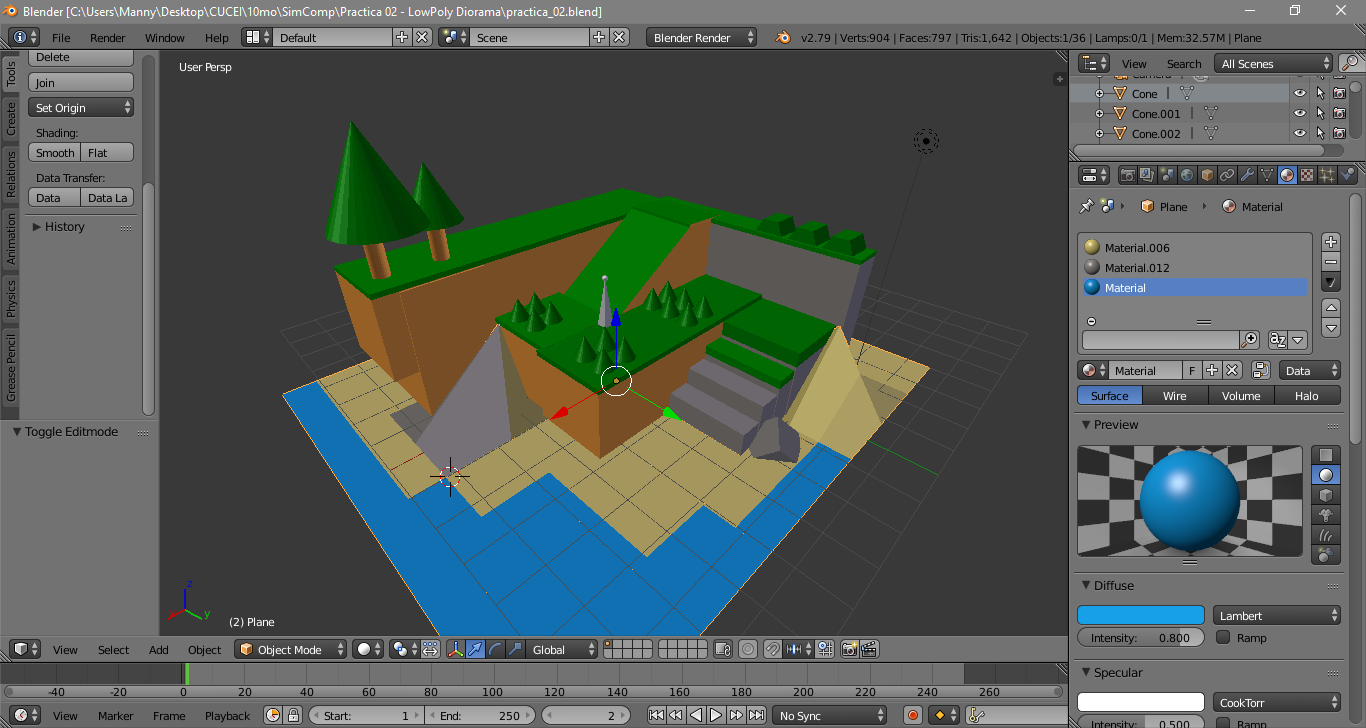 Blender [C:\Users\Manny\Desktop\CUCEI\10mo\SimComp\Practica 02 - LowPoly Diorama\practica_02.blend]
File Render Window Help Default Scene Blender Render v2.79 | Verts:904 | Faces:797 | Tris:1,642 | Objects:1/36 | Lamps:0/1 | Mem:32.57M | Plane
Delete
Join
Set Origin
Shading:
Smooth Flat
Data Transfer:
Data Data La
History
Toggle Editmode
Tools
Create
Relations
Animation
Physics
Grease Pencil
User Persp
z
x y
(2) Plane
View Select Add Object Object Mode Global
-40 -20 0 20 40 60 80 100 120 140 160 180 200 220 240 260
View Marker Frame Playback Start: 1 End: 250 2 No Sync
View Search All Scenes
Camera
Cone
Cone.001
Cone.002
Plane Material
Material.006
Material.012
Material
Material F Data
Surface Wire Volume Halo
Preview
Diffuse
Lambert
Intensity: 0.800 Ramp
Specular
CookTorr
Intensity: 0.500 Ramp